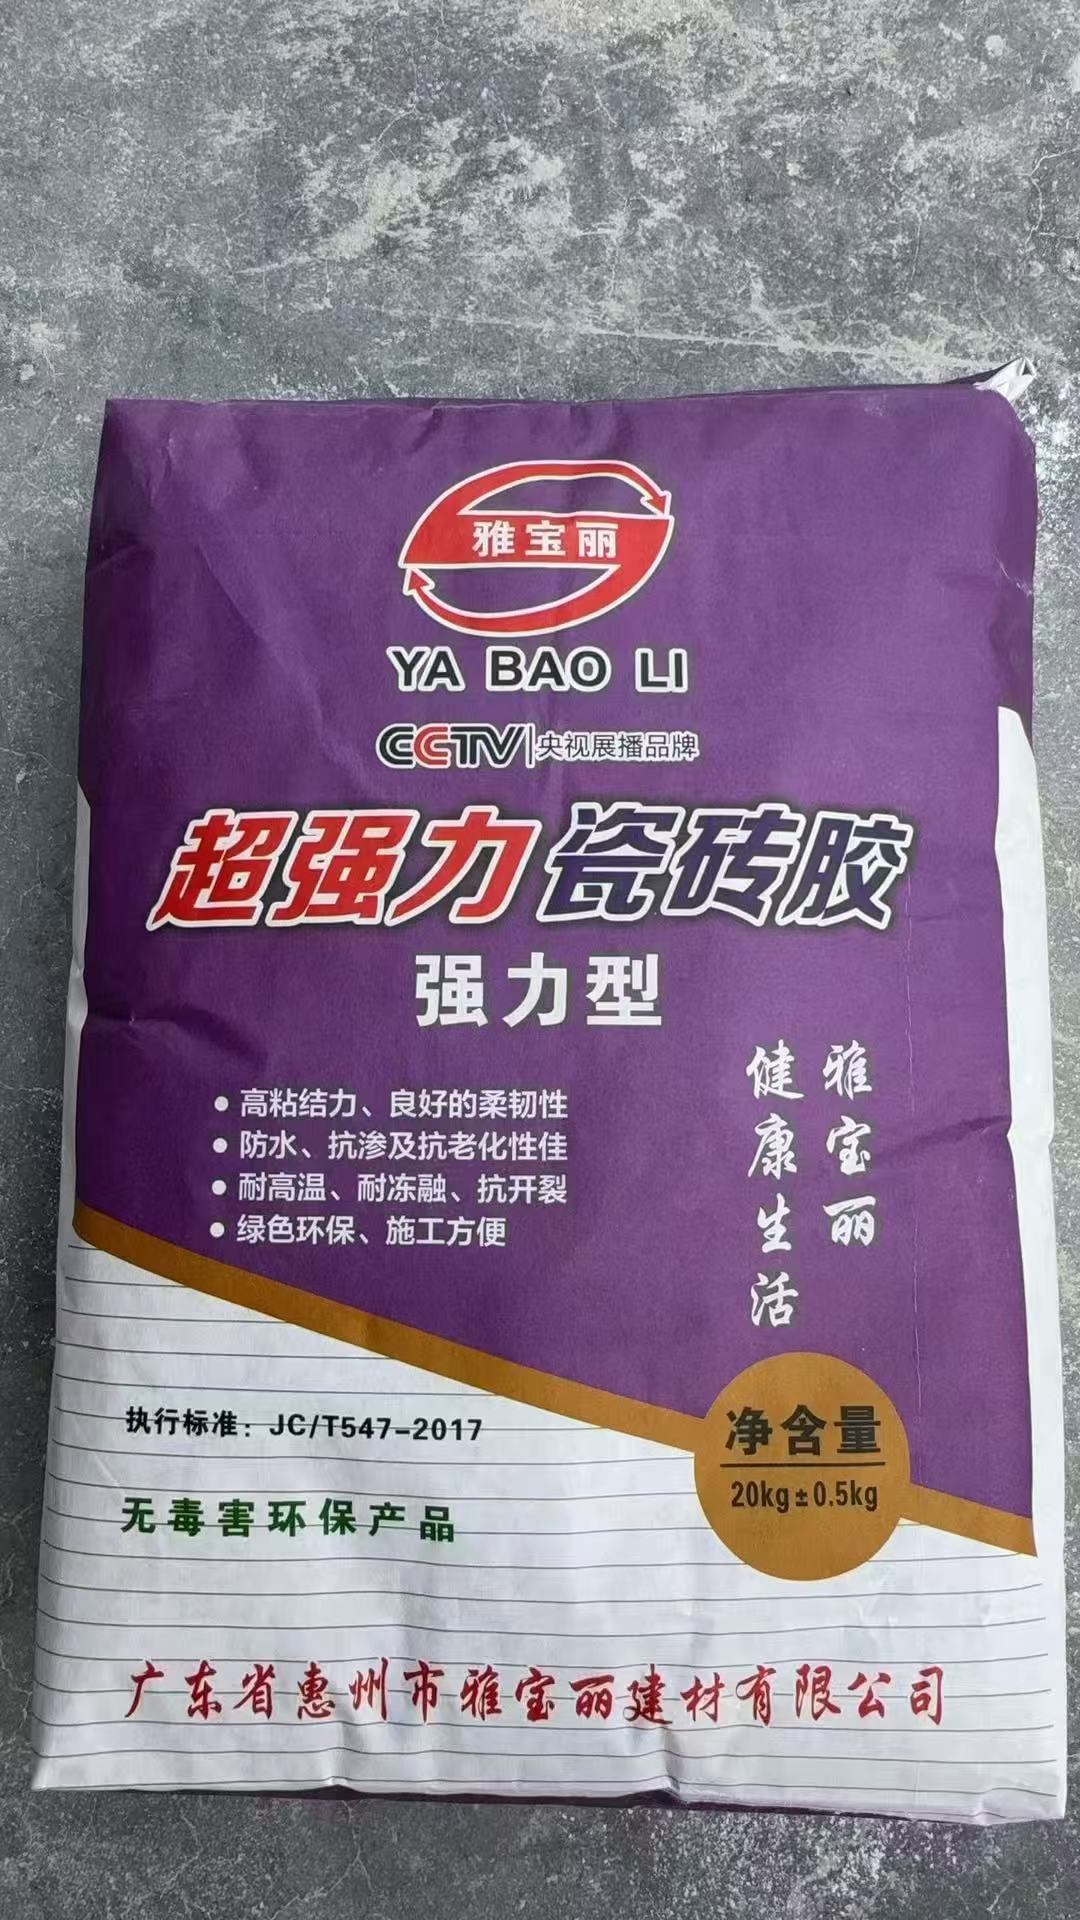 雅宝丽
YA BAO LI
CCTV 央视展播品牌
超强力瓷砖胶
强力型
●高粘结力、良好的柔韧性
●防水、抗渗及抗老化性佳
●耐高温、耐冻融、抗开裂
●绿色环保、施工方便
雅宝丽
健康生活
执行标准：JC/T547-2017
无毒害环保产品
净含量
20kg±0.5kg
广东省惠州市雅宝丽建材有限公司